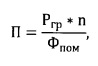 П = Pгр * n / Фпом,